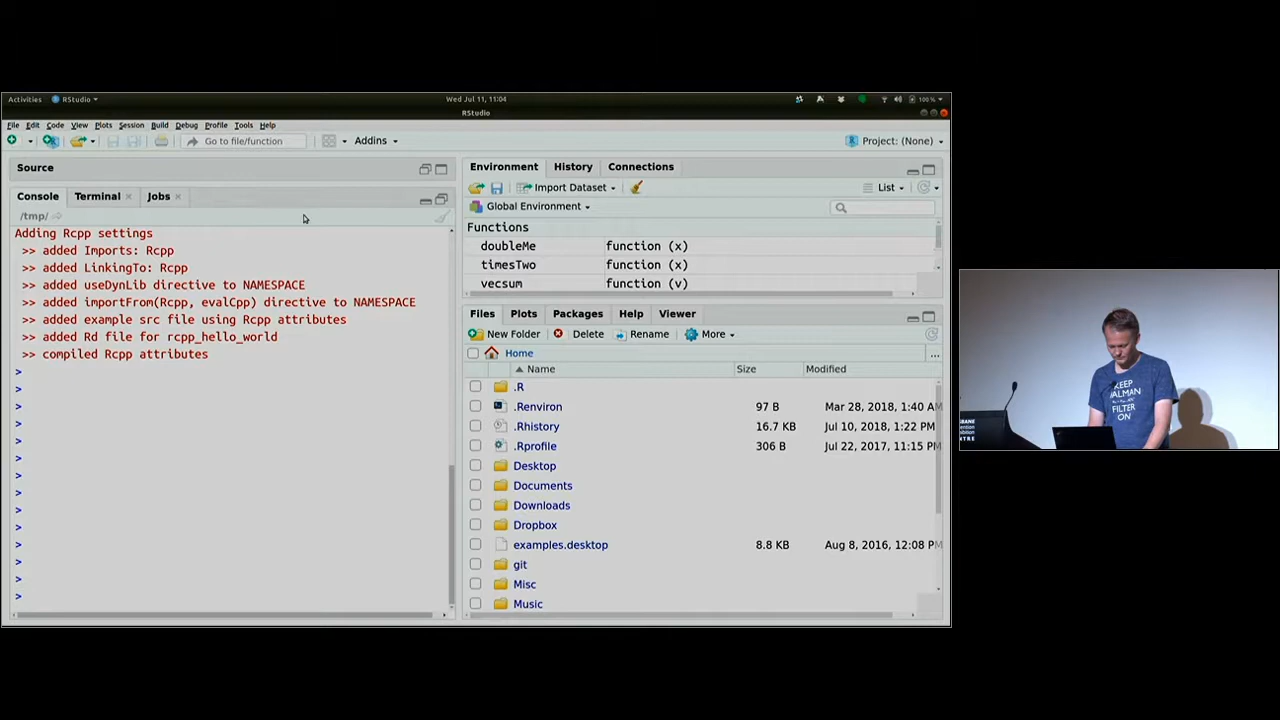 Activities RStudio Wed Jul 11, 11:04 100%
RStudio
File Edit Code View Plots Session Build Debug Profile Tools Help
Go to file/function Addins Project: (None)
Source
Console Terminal Jobs
/tmp/
Adding Rcpp settings
>> added Imports: Rcpp
>> added LinkingTo: Rcpp
>> added useDynLib directive to NAMESPACE
>> added importFrom(Rcpp, evalCpp) directive to NAMESPACE
>> added example src file using Rcpp attributes
>> added Rd file for rcpp_hello_world
>> compiled Rcpp attributes
>
>
>
>
>
>
>
>
>
>
>
>
>
>
Environment History Connections
Import Dataset List
Global Environment
Functions
doubleMe function (x)
timesTwo function (x)
vecsum function (v)
Files Plots Packages Help Viewer
New Folder Delete Rename More
Home ...
Name Size Modified
.R
.Renviron 97 B Mar 28, 2018, 1:40 AM
.Rhistory 16.7 KB Jul 10, 2018, 1:22 PM
.Rprofile 306 B Jul 22, 2017, 11:15 PM
Desktop
Documents
Downloads
Dropbox
examples.desktop 8.8 KB Aug 8, 2016, 12:08 PM
git
Misc
Music
KEEP
FILTER
ON